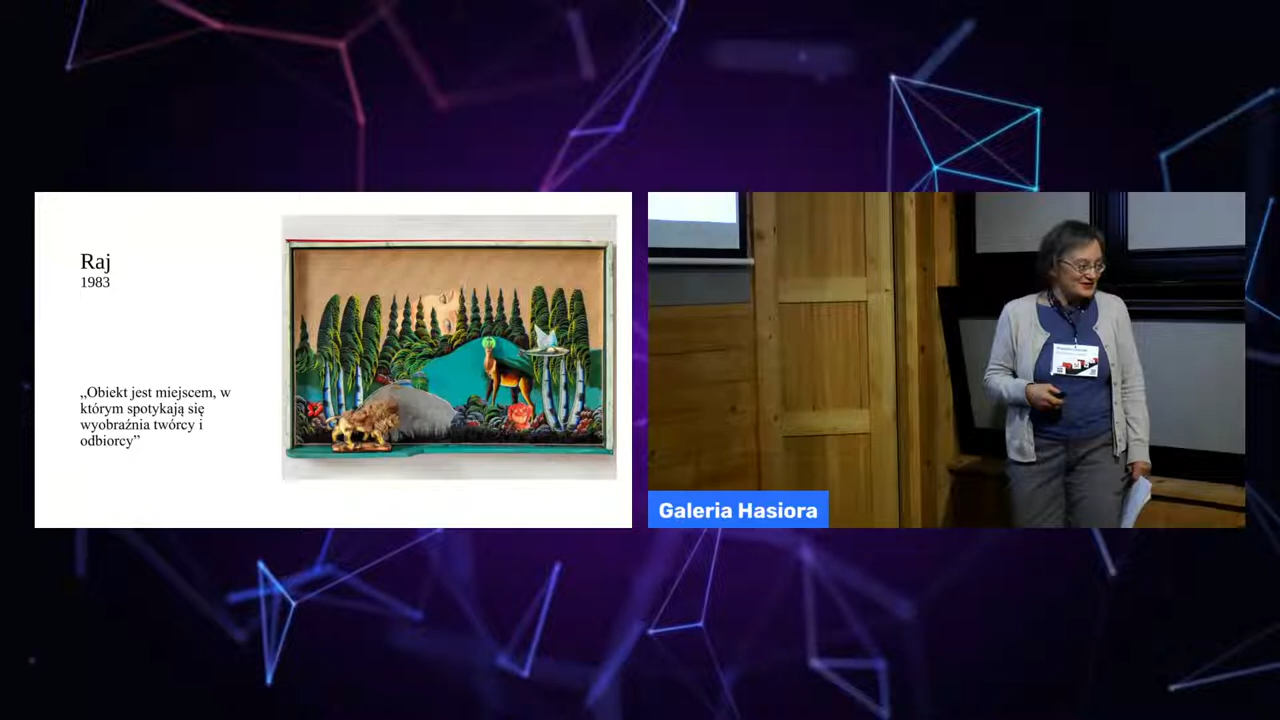 Raj
1983
„Obiekt jest miejscem, w
którym spotykają się
wyobraźnia twórcy i
odbiorcy”
Galeria Hasiora